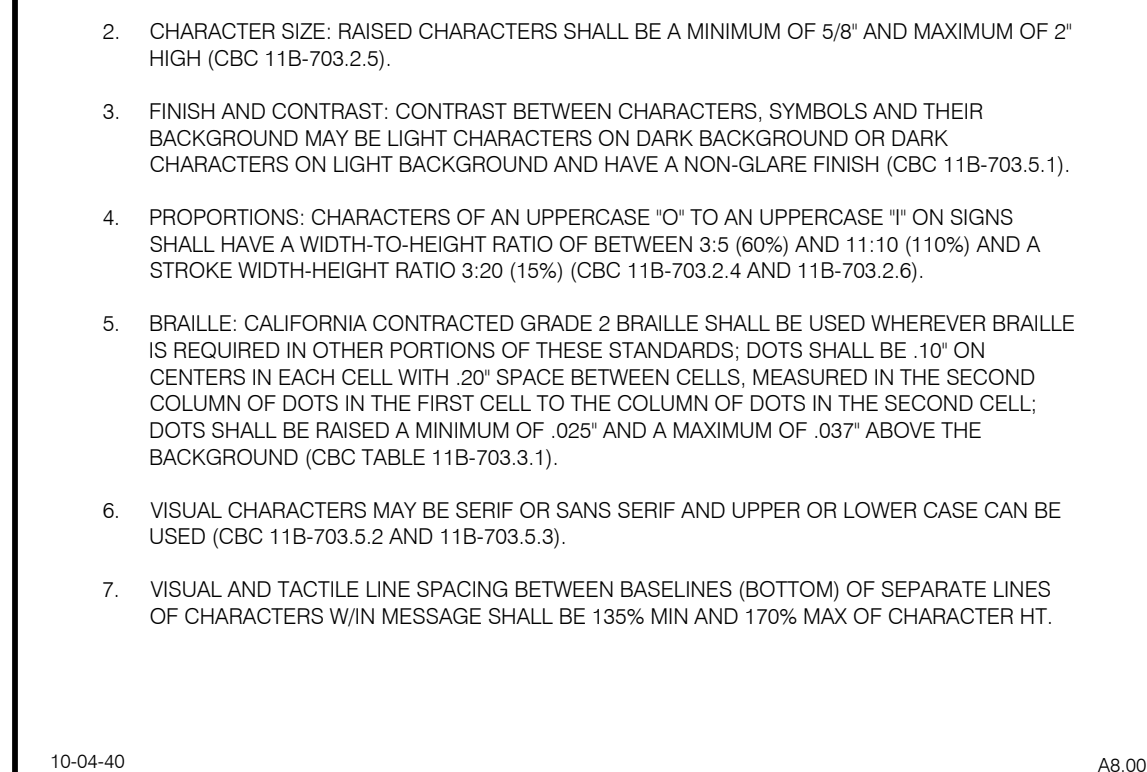 2. CHARACTER SIZE: RAISED CHARACTERS SHALL BE A MINIMUM OF 5/8" AND MAXIMUM OF 2"
HIGH (CBC 11B-703.2.5).
3. FINISH AND CONTRAST: CONTRAST BETWEEN CHARACTERS, SYMBOLS AND THEIR
BACKGROUND MAY BE LIGHT CHARACTERS ON DARK BACKGROUND OR DARK
CHARACTERS ON LIGHT BACKGROUND AND HAVE A NON-GLARE FINISH (CBC 11B-703.5.1).
4. PROPORTIONS: CHARACTERS OF AN UPPERCASE "O" TO AN UPPERCASE "I" ON SIGNS
SHALL HAVE A WIDTH-TO-HEIGHT RATIO OF BETWEEN 3:5 (60%) AND 11:10 (110%) AND A
STROKE WIDTH-HEIGHT RATIO 3:20 (15%) (CBC 11B-703.2.4 AND 11B-703.2.6).
5. BRAILLE: CALIFORNIA CONTRACTED GRADE 2 BRAILLE SHALL BE USED WHEREVER BRAILLE
IS REQUIRED IN OTHER PORTIONS OF THESE STANDARDS; DOTS SHALL BE .10" ON
CENTERS IN EACH CELL WITH .20" SPACE BETWEEN CELLS, MEASURED IN THE SECOND
COLUMN OF DOTS IN THE FIRST CELL TO THE COLUMN OF DOTS IN THE SECOND CELL;
DOTS SHALL BE RAISED A MINIMUM OF .025" AND A MAXIMUM OF .037" ABOVE THE
BACKGROUND (CBC TABLE 11B-703.3.1).
6. VISUAL CHARACTERS MAY BE SERIF OR SANS SERIF AND UPPER OR LOWER CASE CAN BE
USED (CBC 11B-703.5.2 AND 11B-703.5.3).
7. VISUAL AND TACTILE LINE SPACING BETWEEN BASELINES (BOTTOM) OF SEPARATE LINES
OF CHARACTERS W/IN MESSAGE SHALL BE 135% MIN AND 170% MAX OF CHARACTER HT.
10-04-40
A8.00